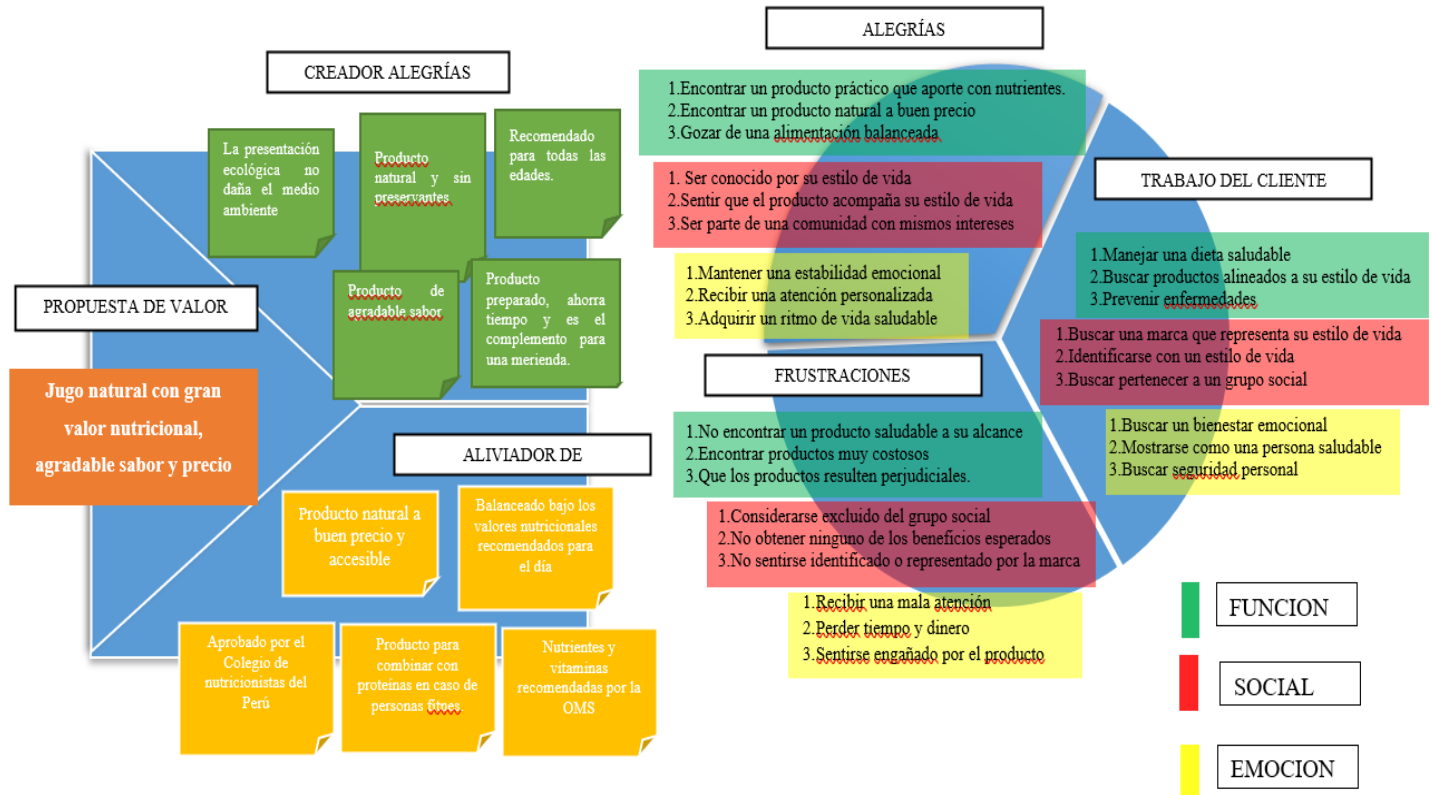 ALEGRÍAS
CREADOR ALEGRÍAS
1.Encontrar un producto práctico que aporte con nutrientes.
2.Encontrar un producto natural a buen precio
3.Gozar de una alimentación balanceada
La presentación
ecológica no
daña el medio
ambiente
Producto
natural y sin
preservantes
Recomendado
para todas las
edades.
1. Ser conocido por su estilo de vida
2.Sentir que el producto acompaña su estilo de vida
3.Ser parte de una comunidad con mismos intereses
TRABAJO DEL CLIENTE
1.Manejar una dieta saludable
2.Buscar productos alineados a su estilo de vida
3.Prevenir enfermedades
1.Mantener una estabilidad emocional
2.Recibir una atención personalizada
3.Adquirir un ritmo de vida saludable
PROPUESTA DE VALOR
Producto de
agradable sabor
Producto
preparado, ahorra
tiempo y es el
complemento para
una merienda.
1.Buscar una marca que representa su estilo de vida
2.Identificarse con un estilo de vida
3.Buscar pertenecer a un grupo social
FRUSTRACIONES
Jugo natural con gran
valor nutricional,
agradable sabor y precio
1.No encontrar un producto saludable a su alcance
2.Encontrar productos muy costosos
3.Que los productos resulten perjudiciales.
1.Buscar un bienestar emocional
2.Mostrarse como una persona saludable
3.Buscar seguridad personal
ALIVIADOR DE
Producto natural a
buen precio y
accesible
Balanceado bajo los
valores nutricionales
recomendados para
el día
1.Considerarse excluido del grupo social
2.No obtener ninguno de los beneficios esperados
3.No sentirse identificado o representado por la marca
1.Recibir una mala atención
2.Perder tiempo y dinero
3.Sentirse engañado por el producto
Aprobado por el
Colegio de
nutricionistas del
Perú
Producto para
combinar con
proteínas en caso de
personas fitnes.
Nutrientes y
vitaminas
recomendadas por la
OMS
FUNCION
SOCIAL
EMOCION